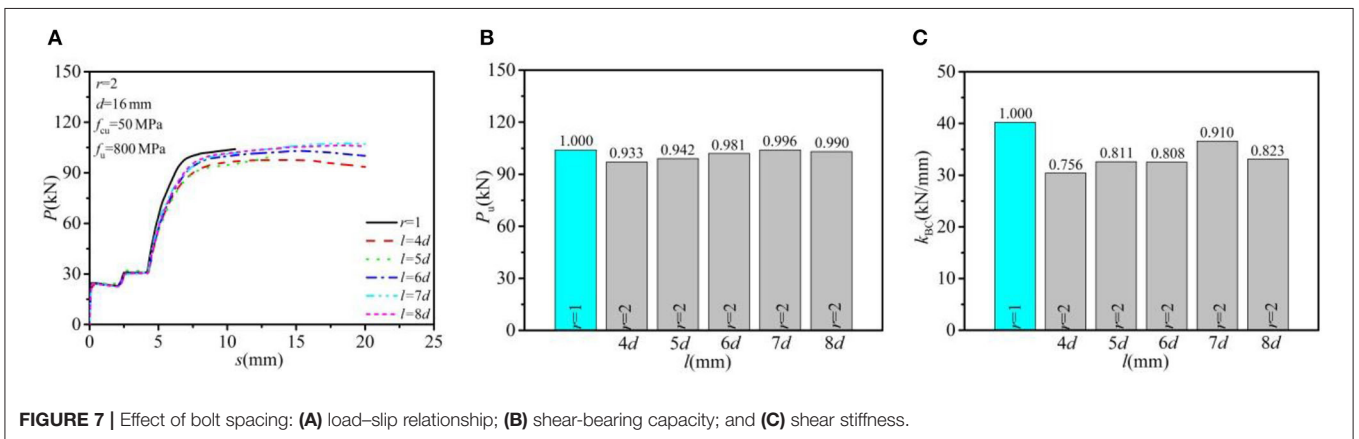 A
150
120
90
60
30
0
P(kN)
r=2
d=16 mm
fcu=50 MPa
fu=800 MPa
r=1
l=4d
l=5d
l=6d
l=7d
l=8d
0 5 10 15 20 25
s(mm)
B
150
120
90
60
30
0
Pu(kN)
1.000 0.933 0.942 0.981 0.996 0.990
r=1 r=2 r=2 r=2 r=2 r=2
4d 5d 6d 7d 8d
l(mm)
C
50
40
30
20
10
0
kBC(kN/mm)
1.000 0.756 0.811 0.808 0.910 0.823
r=1 r=2 r=2 r=2 r=2 r=2
4d 5d 6d 7d 8d
l(mm)
FIGURE 7 | Effect of bolt spacing: (A) load–slip relationship; (B) shear-bearing capacity; and (C) shear stiffness.